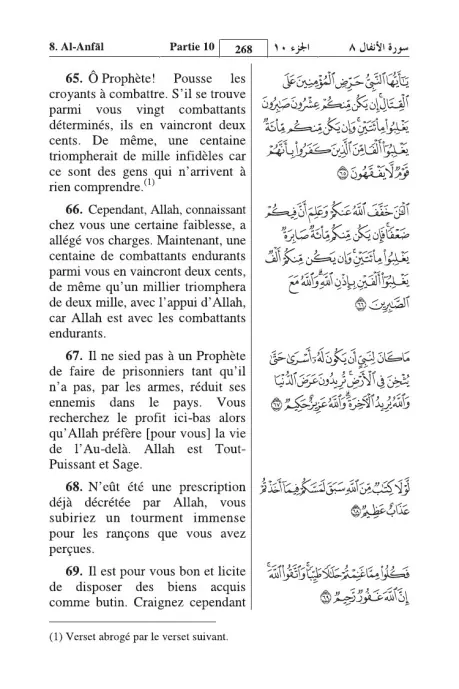 8. Al-Anfāl Partie 10 268 الجزء ١٠ سورة الأنفال ٨
65. Ô Prophète! Pousse les
croyants à combattre. S’il se trouve
parmi vous vingt combattants
déterminés, ils en vaincront deux
cents. De même, une centaine
triompherait de mille infidèles car
ce sont des gens qui n’arrivent à
rien comprendre.(1)
يَٰٓأَيُّهَا ٱلنَّبِىُّ حَرِّضِ ٱلْمُؤْمِنِينَ عَلَى
ٱلْقِتَالِ إِن يَكُن مِّنكُمْ عِشْرُونَ صَٰبِرُونَ
يَغْلِبُوا۟ مِا۟ئَتَيْنِ وَإِن يَكُن مِّنكُم مِّا۟ئَةٌ
يَغْلِبُوٓا۟ أَلْفًا مِّنَ ٱلَّذِينَ كَفَرُوا۟ بِأَنَّهُمْ
قَوْمٌ لَّا يَفْقَهُونَ ٦٥
66. Cependant, Allah, connaissant
chez vous une certaine faiblesse, a
allégé vos charges. Maintenant, une
centaine de combattants endurants
parmi vous en vaincront deux cents,
de même qu’un millier triomphera
de deux mille, avec l’appui d’Allah,
car Allah est avec les combattants
endurants.
ٱلْـَٰٔنَ خَفَّفَ ٱللَّهُ عَنكُمْ وَعَلِمَ أَنَّ فِيكُمْ
ضَعْفًا فَإِن يَكُن مِّنكُم مِّا۟ئَةٌ صَابِرَةٌ
يَغْلِبُوا۟ مِا۟ئَتَيْنِ وَإِن يَكُن مِّنكُمْ أَلْفٌ
يَغْلِبُوٓا۟ أَلْفَيْنِ بِإِذْنِ ٱللَّهِ وَٱللَّهُ مَعَ
ٱلصَّٰبِرِينَ ٦٦
67. Il ne sied pas à un Prophète
de faire de prisonniers tant qu’il
n’a pas, par les armes, réduit ses
ennemis dans le pays. Vous
recherchez le profit ici-bas alors
qu’Allah préfère [pour vous] la vie
de l’Au-delà. Allah est Tout-
Puissant et Sage.
مَا كَانَ لِنَبِىٍّ أَن يَكُونَ لَهُۥٓ أَسْرَىٰ حَتَّىٰ
يُثْخِنَ فِى ٱلْأَرْضِ تُرِيدُونَ عَرَضَ ٱلدُّنْيَا
وَٱللَّهُ يُرِيدُ ٱلْـَٔاخِرَةَ وَٱللَّهُ عَزِيزٌ حَكِيمٌ ٦٧
68. N’eût été une prescription
déjà décrétée par Allah, vous
subiriez un tourment immense
pour les rançons que vous avez
perçues.
لَّوْلَا كِتَٰبٌ مِّنَ ٱللَّهِ سَبَقَ لَمَسَّكُمْ فِيمَآ أَخَذْتُمْ
عَذَابٌ عَظِيمٌ ٦٨
69. Il est pour vous bon et licite
de disposer des biens acquis
comme butin. Craignez cependant
فَكُلُوا۟ مِمَّا غَنِمْتُمْ حَلَٰلًا طَيِّبًا وَٱتَّقُوا۟ ٱللَّهَ
إِنَّ ٱللَّهَ غَفُورٌ رَّحِيمٌ ٦٩
(1) Verset abrogé par le verset suivant.